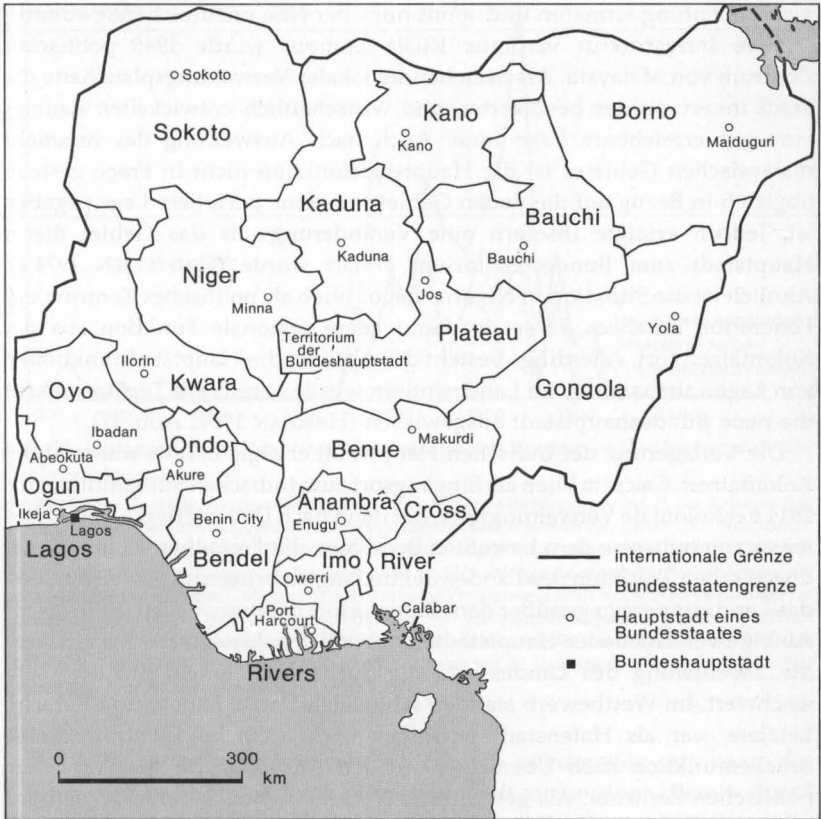 Sokoto
Sokoto
Kano
Kano
Borno
Maiduguri
Kaduna
Kaduna
Bauchi
Bauchi
Niger
Minna
Jos
Plateau
Yola
Territorium
der
Bundeshauptstadt
Gongola
Ilorin
Oyo
Kwara
Ibadan
Abeokuta
Ondo
Akure
Benue
Makurdi
Ogun
Ikeja
Lagos
Lagos
Benin City
Bendel
Anambra
Enugu
Cross
River
Imo
Owerri
Port
Harcourt
Calabar
Rivers
Internationale Grenze
Bundesstaatengrenze
Hauptstadt eines
Bundesstaates
Bundeshauptstadt
0 300
km